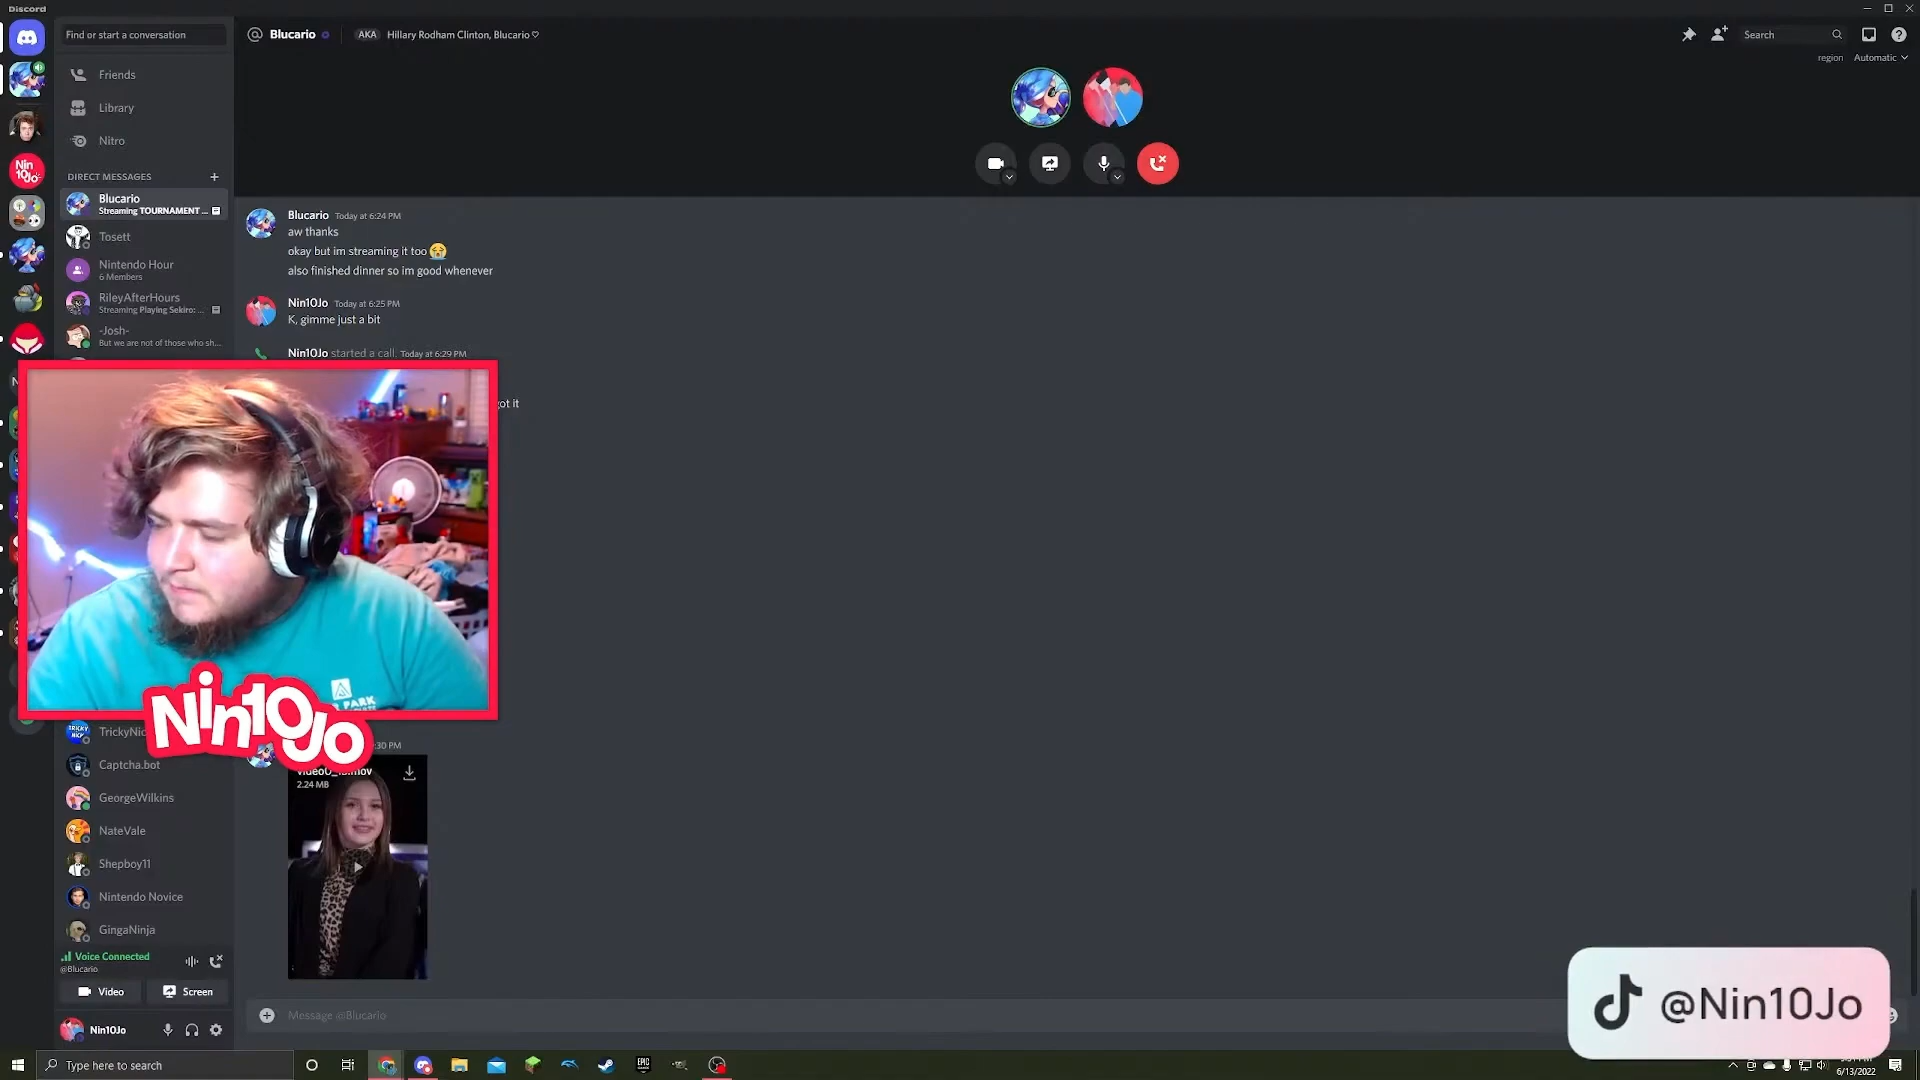 Discord
Find or start a conversation
Friends
Library
Nitro
DIRECT MESSAGES
Blucario
Streaming TOURNAMENT ...
Tosett
Nintendo Hour
6 Members
RileyAfterHours
Streaming Playing Sekiro: ...
-Josh-
But we are not of those who sh...
Captcha.bot
GeorgeWilkins
NateVale
Shepboy11
Nintendo Novice
GingaNinja
Voice Connected
@Blucario
Video
Screen
Nin10Jo
Blucario
AKA
Hillary Rodham Clinton, Blucario
Search
region
Automatic
Blucario Today at 6:24 PM
aw thanks
okay but im streaming it too
also finished dinner so im good whenever
Nin10Jo Today at 6:25 PM
K, gimme just a bit
Nin10Jo started a call. Today at 6:29 PM
got it
:30 PM
2.24 MB
Message @Blucario
Nin10Jo
PARK
@Nin10Jo
Type here to search
6/13/2022